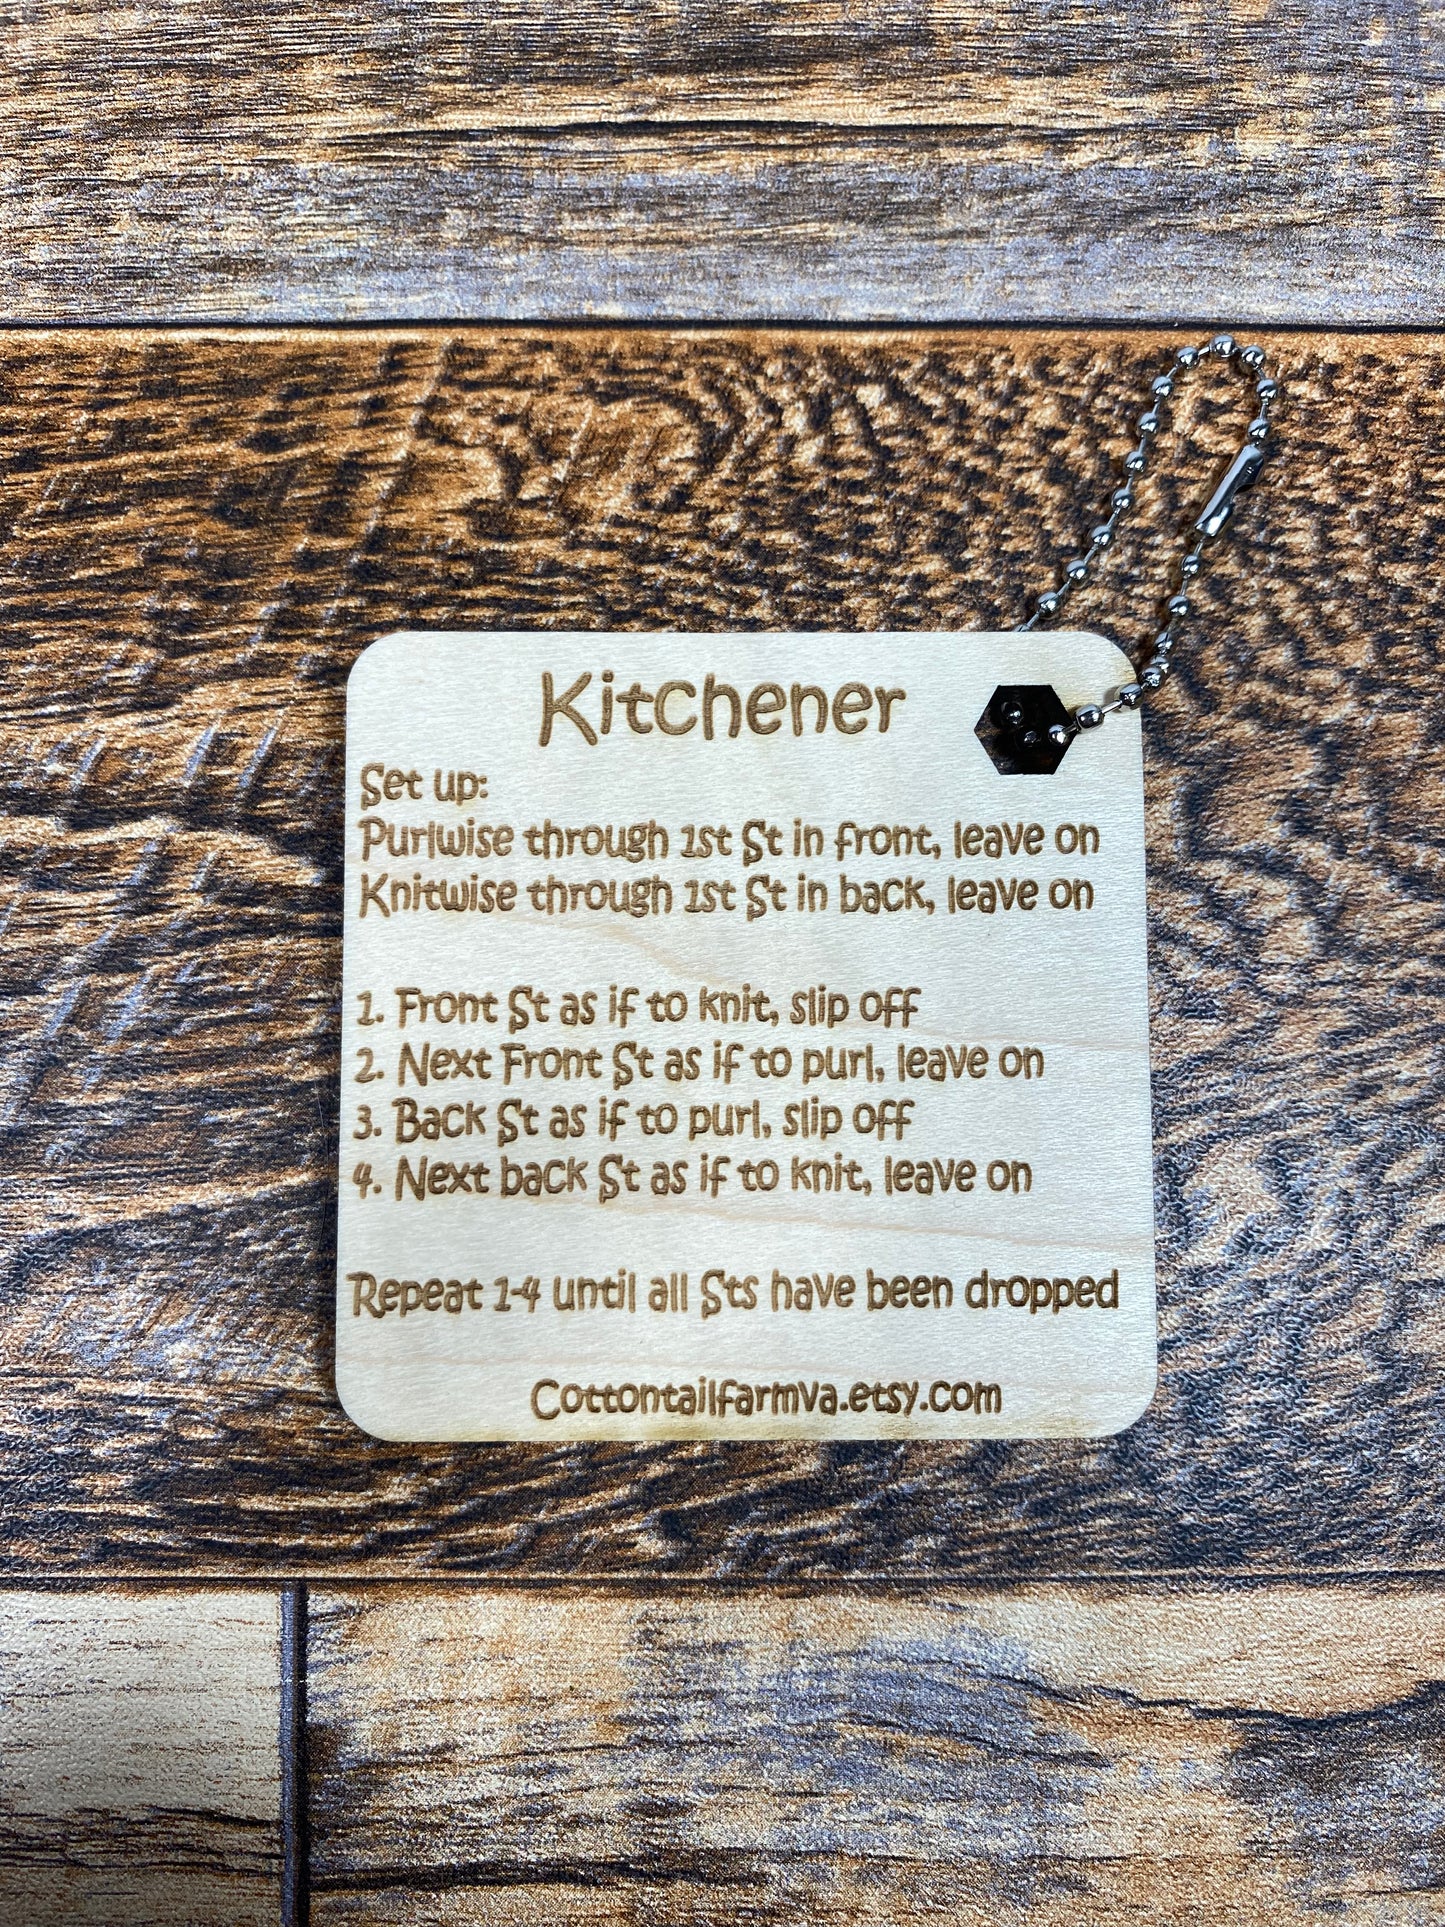 Kitchener
Set up:
Purlwise through 1st St in front, leave on
Knitwise through 1st St in back, leave on
1. Front St as if to knit, slip off
2. Next Front St as if to purl, leave on
3. Back St as if to purl, slip off
4. Next back St as if to knit, leave on
Repeat 1-4 until all Sts have been dropped
CottontailfarmVa.etsy.com